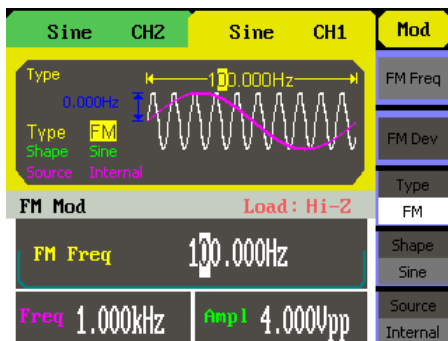 Sine CH2 Sine CH1 Mod
Type
100.000Hz
0.000Hz
Type FM
Shape Sine
Source Internal
FM Mod Load: Hi-Z
FM Freq 100.000Hz
Freq 1.000kHz Ampl 4.000Vpp
FM Freq
FM Dev
Type
FM
Shape
Sine
Source
Internal